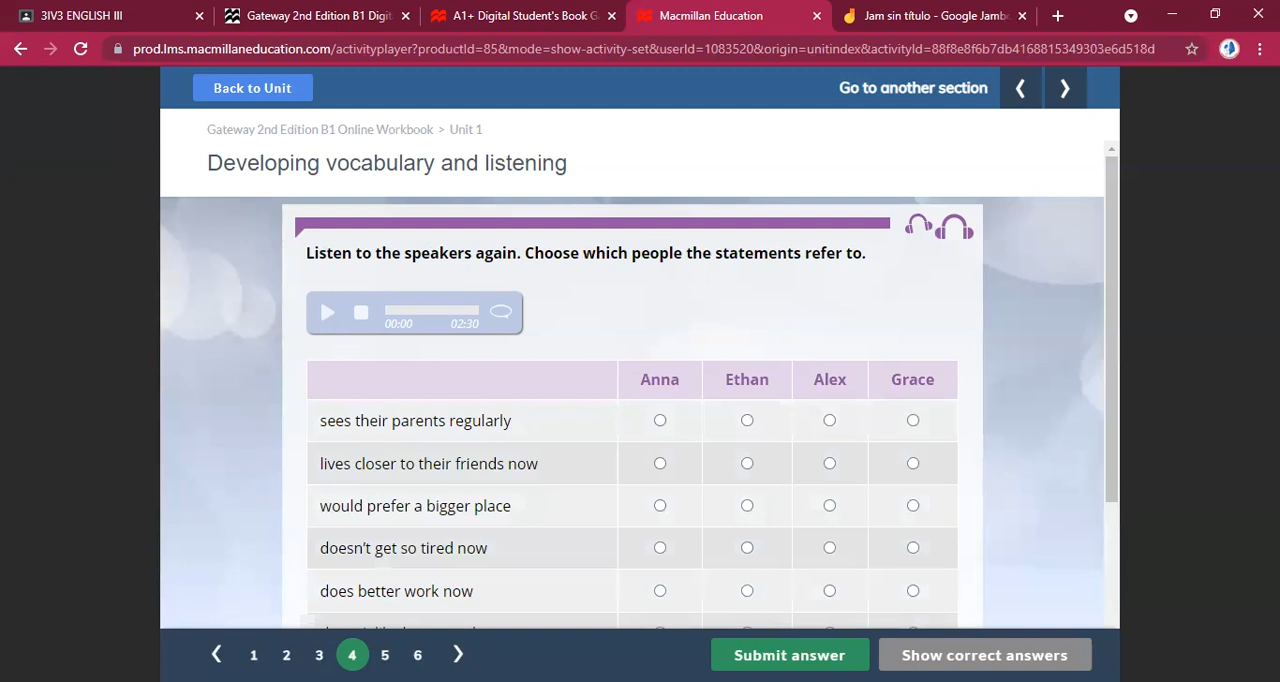 3IV3 ENGLISH III
Gateway 2nd Edition B1 Digit
A1+ Digital Student's Book G
Macmillan Education
Jam sin título - Google Jambo
prod.lms.macmillaneducation.com/activityplayer?productId=85&mode=show-activity-set&userId=1083520&origin=unitindex&activityId=88f8e8f6b7db4168815349303e6d518d
Back to Unit
Go to another section
Gateway 2nd Edition B1 Online Workbook > Unit 1
Developing vocabulary and listening
Listen to the speakers again. Choose which people the statements refer to.
00:00 02:30
Anna Ethan Alex Grace
sees their parents regularly
lives closer to their friends now
would prefer a bigger place
doesn't get so tired now
does better work now
1 2 3 4 5 6
Submit answer
Show correct answers